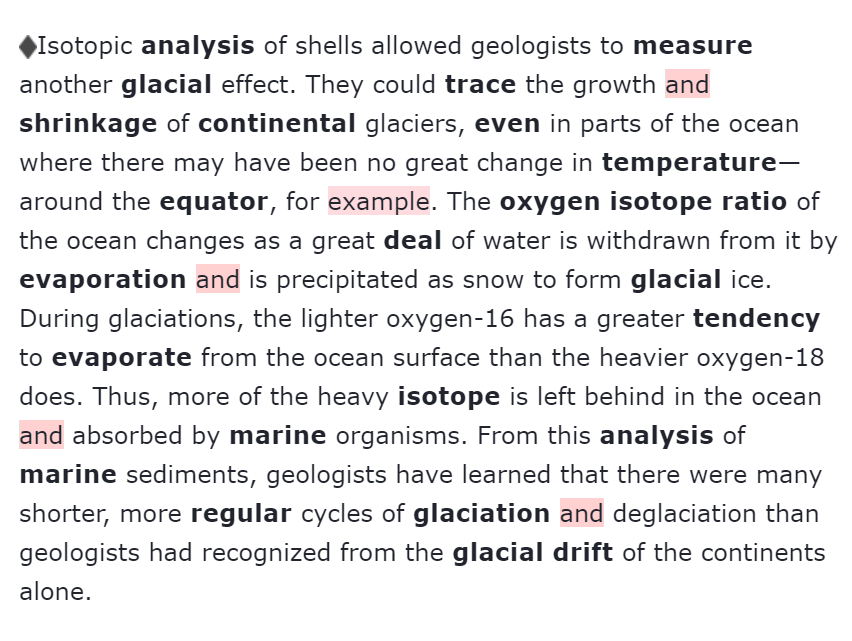 ♦Isotopic analysis of shells allowed geologists to measure
another glacial effect. They could trace the growth and
shrinkage of continental glaciers, even in parts of the ocean
where there may have been no great change in temperature—
around the equator, for example. The oxygen isotope ratio of
the ocean changes as a great deal of water is withdrawn from it by
evaporation and is precipitated as snow to form glacial ice.
During glaciations, the lighter oxygen-16 has a greater tendency
to evaporate from the ocean surface than the heavier oxygen-18
does. Thus, more of the heavy isotope is left behind in the ocean
and absorbed by marine organisms. From this analysis of
marine sediments, geologists have learned that there were many
shorter, more regular cycles of glaciation and deglaciation than
geologists had recognized from the glacial drift of the continents
alone.